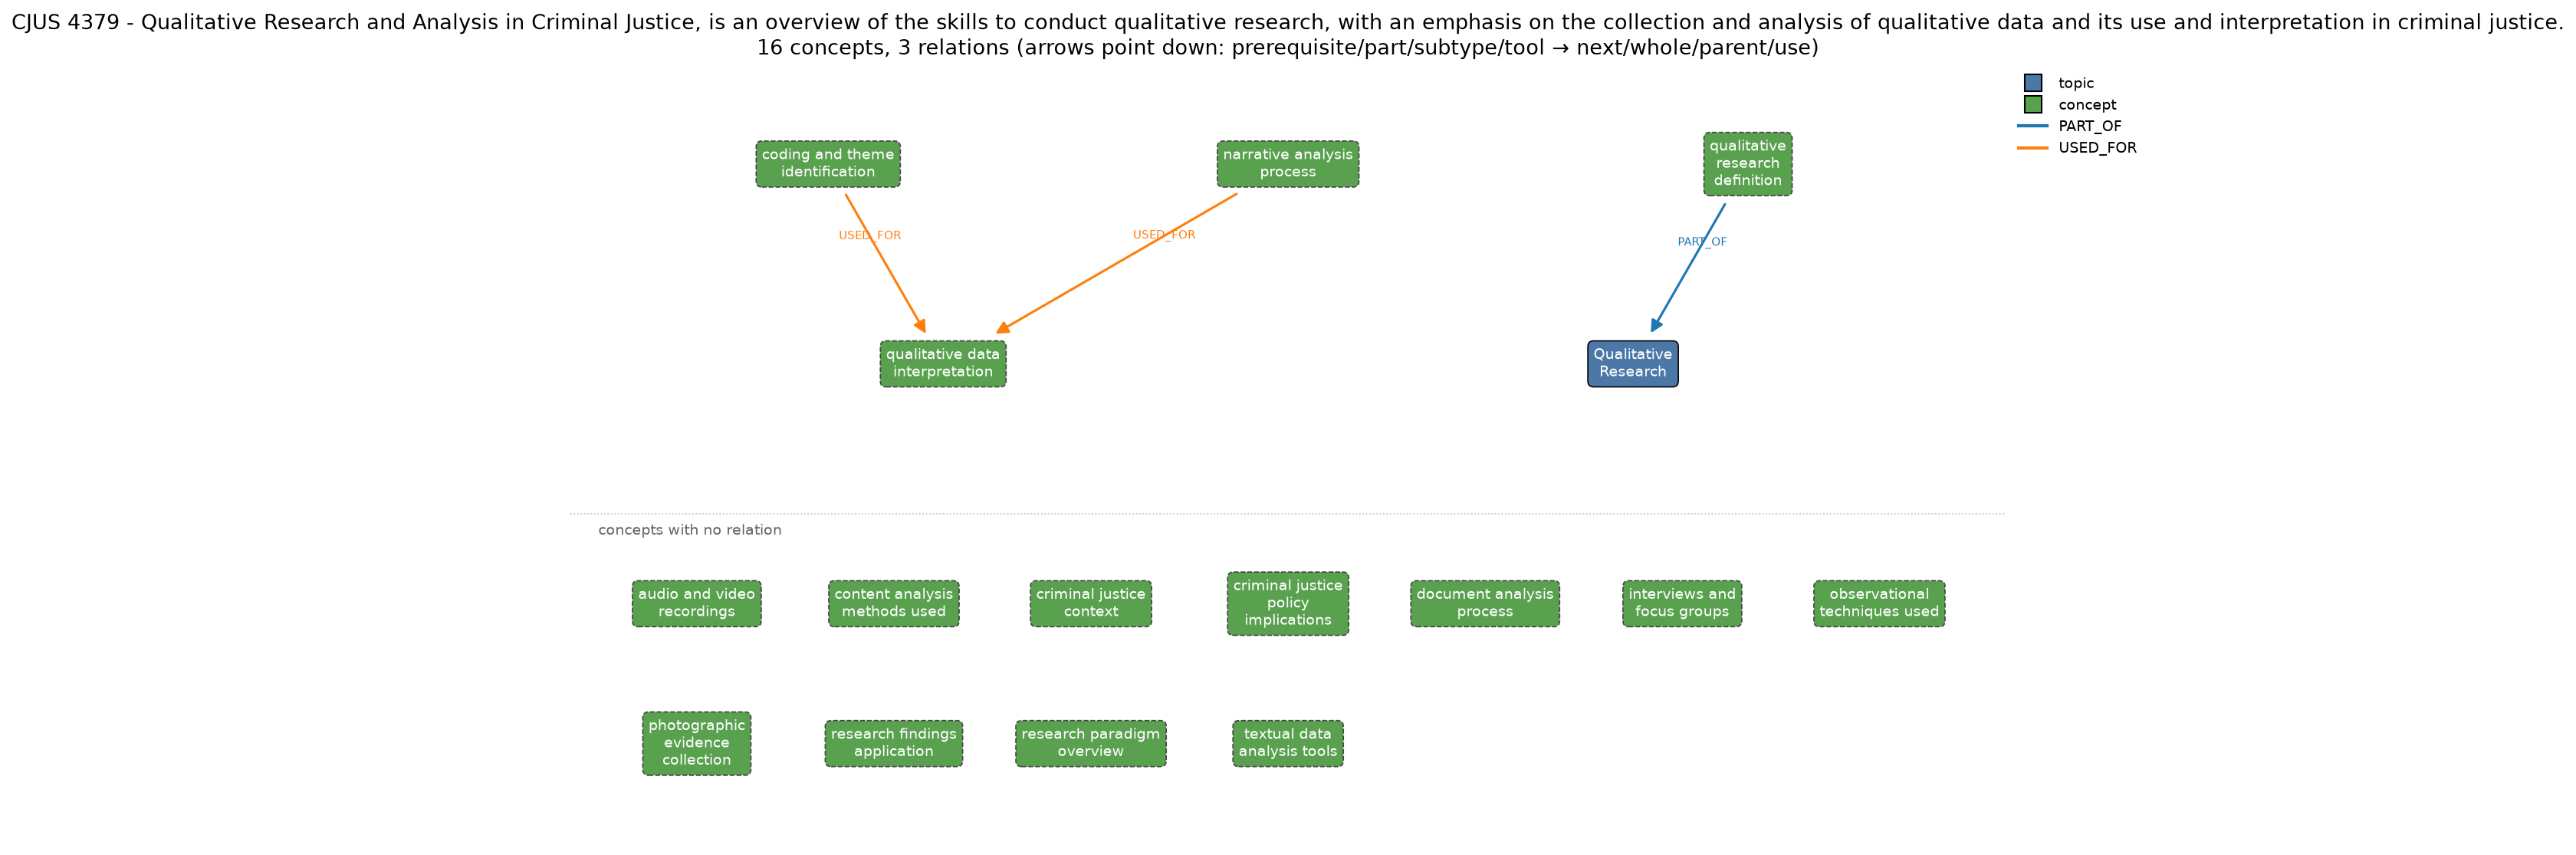 CJUS 4379 - Qualitative Research and Analysis in Criminal Justice, is an overview of the skills to conduct qualitative research, with an emphasis on the collection and analysis of qualitative data and its use and interpretation in criminal justice.
16 concepts, 3 relations (arrows point down: prerequisite/part/subtype/tool → next/whole/parent/use)
topic
concept
PART_OF
USED_FOR
coding and theme
identification
narrative analysis
process
qualitative
research
definition
USED_FOR
USED_FOR
PART_OF
qualitative data
interpretation
Qualitative
Research
concepts with no relation
audio and video
recordings
content analysis
methods used
criminal justice
context
criminal justice
policy
implications
document analysis
process
interviews and
focus groups
observational
techniques used
photographic
evidence
collection
research findings
application
research paradigm
overview
textual data
analysis tools